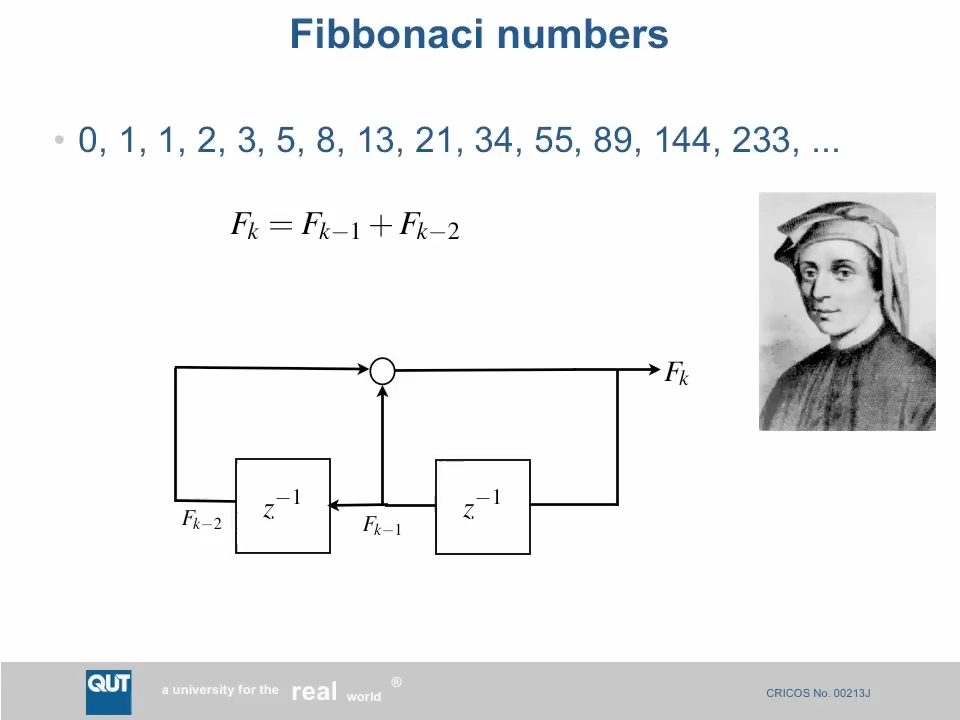 Fibbonaci numbers
• 0, 1, 1, 2, 3, 5, 8, 13, 21, 34, 55, 89, 144, 233, ...
F_k = F_{k−1} + F_{k−2}
F_k
z^{−1}
z^{−1}
F_{k−2}
F_{k−1}
QUT
a university for the real world ®
CRICOS No. 00213J